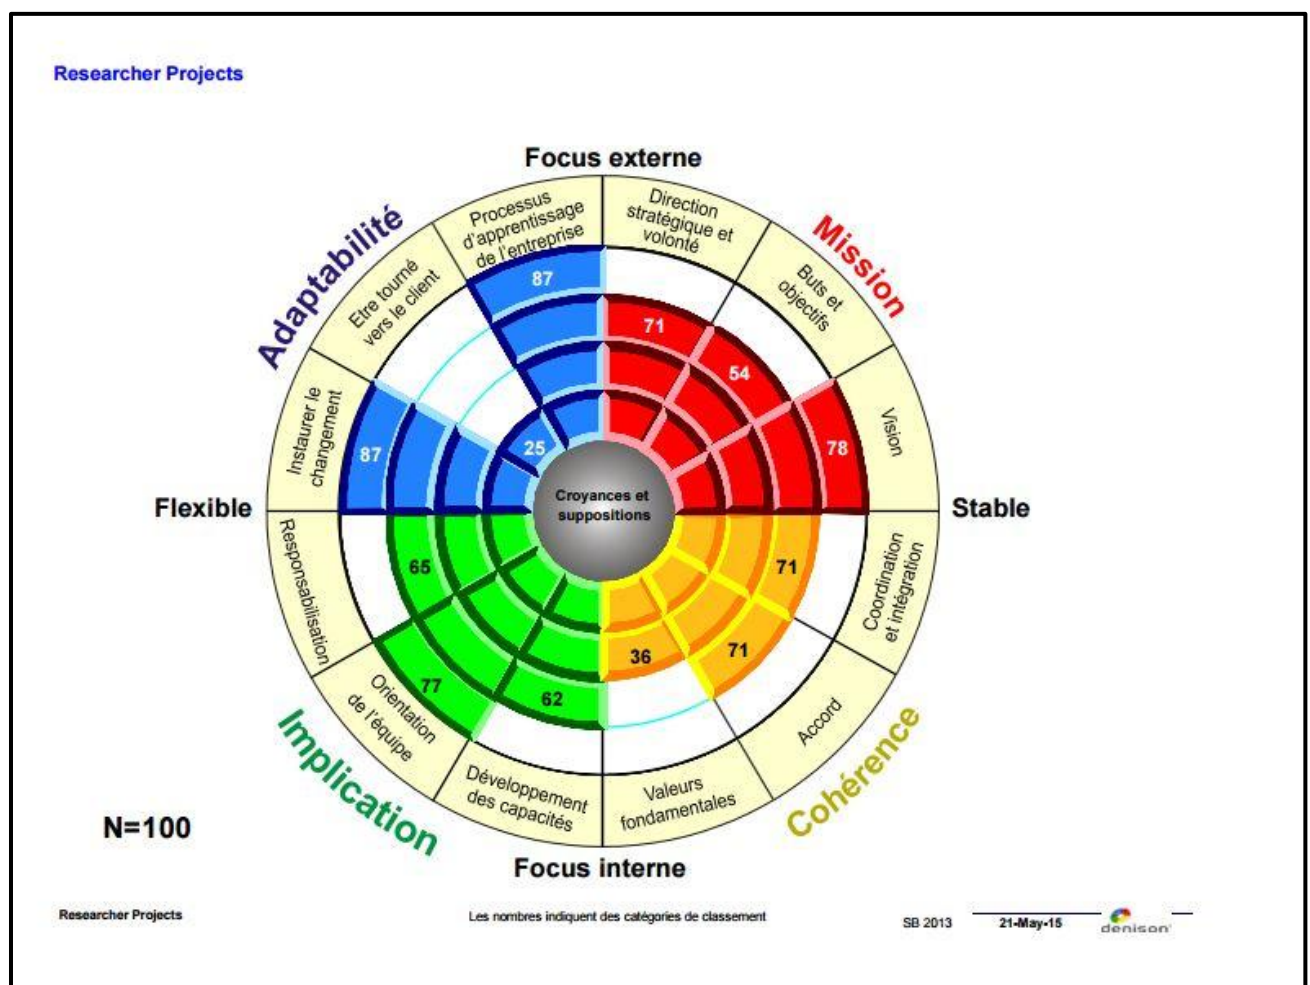 Researcher Projects
Focus externe
Adaptabilité
Mission
Processus
d'apprentissage
de l'entreprise
Direction
stratégique et
volonté
Etre tourné
vers le client
Buts et
objectifs
Instaurer le
changement
Vision
87
71
54
25
87
78
Croyances et
suppositions
Flexible
Stable
Responsabilisation
Coordination
et intégration
65
71
77
62
36
71
Orientation
de l'équipe
Accord
Développement
des capacités
Valeurs
fondamentales
Implication
Cohérence
N=100
Focus interne
Researcher Projects
Les nombres indiquent des catégories de classement
SB 2013
21-May-15
denison